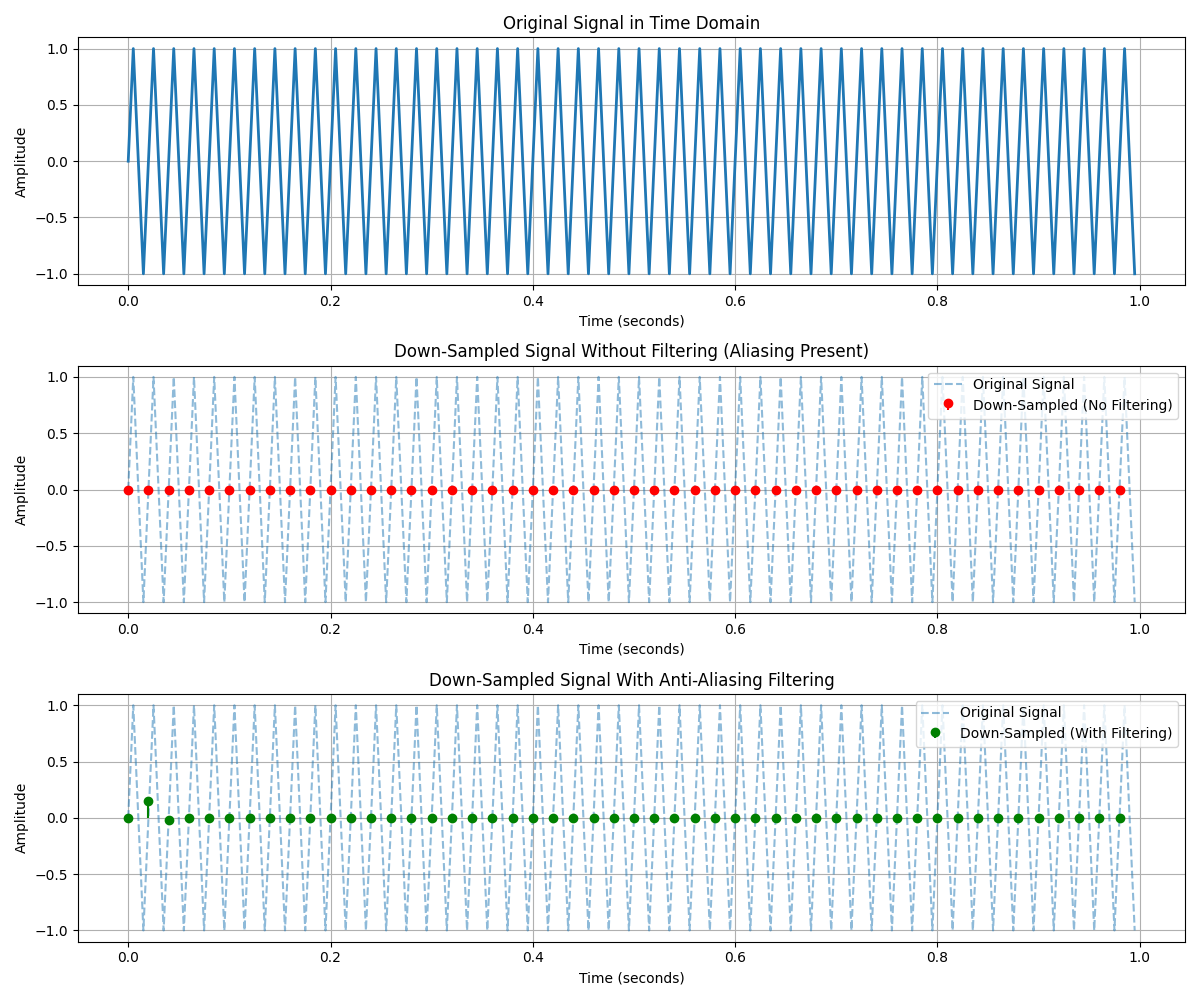 Original Signal in Time Domain
1.0
0.5
0.0
−0.5
−1.0
Amplitude
0.0 0.2 0.4 0.6 0.8 1.0
Time (seconds)
Down-Sampled Signal Without Filtering (Aliasing Present)
1.0
0.5
0.0
−0.5
−1.0
Amplitude
Original Signal
Down-Sampled (No Filtering)
0.0 0.2 0.4 0.6 0.8 1.0
Time (seconds)
Down-Sampled Signal With Anti-Aliasing Filtering
1.0
0.5
0.0
−0.5
−1.0
Amplitude
Original Signal
Down-Sampled (With Filtering)
0.0 0.2 0.4 0.6 0.8 1.0
Time (seconds)